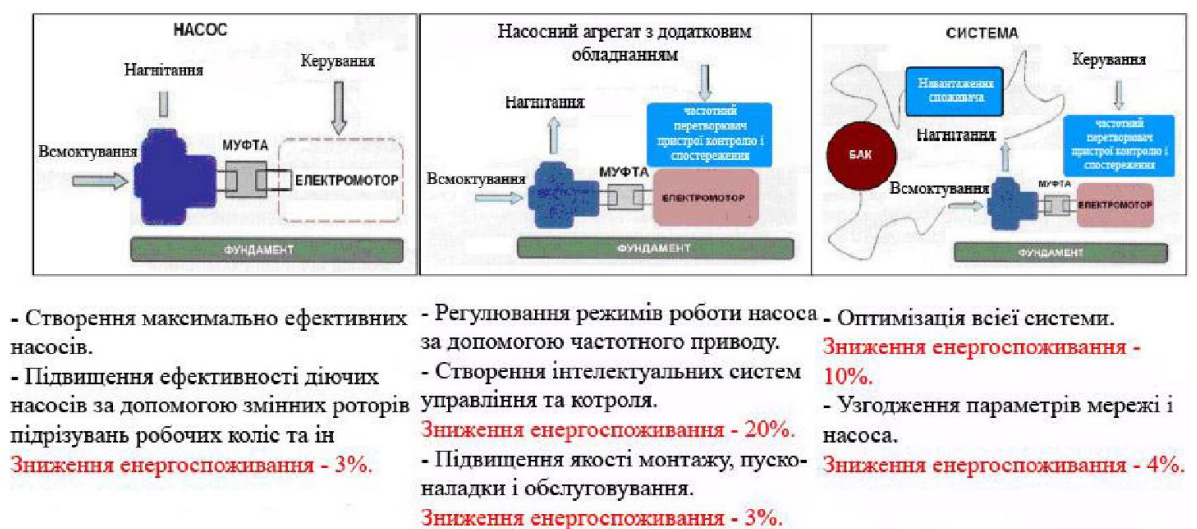 НАСОС
Нагнітання
Керування
Всмоктування
МУФТА
ЕЛЕКТРОМОТОР
ФУНДАМЕНТ
Насосний агрегат з додатковим
обладнанням
Нагнітання
частотний
перетворювач
пристрої контролю і
спостереження
МУФТА
Всмоктування
ЕЛЕКТРОМОТОР
ФУНДАМЕНТ
СИСТЕМА
Навантаження
споживача
Керування
Нагнітання
частотний
перетворювач
пристрої контролю і
спостереження
БАК
Всмоктування
МУФТА
ЕЛЕКТРОМОТОР
ФУНДАМЕНТ
- Створення максимально ефективних
насосів.
- Підвищення ефективності діючих
насосів за допомогою змінних роторів
підрізувань робочих коліс та ін
Зниження енергоспоживання - 3%.
- Регулювання режимів роботи насоса
за допомогою частотного приводу.
- Створення інтелектуальних систем
управління та котроля.
Зниження енергоспоживання - 20%.
- Підвищення якості монтажу, пуско-
наладки і обслуговування.
Зниження енергоспоживання - 3%.
- Оптимізація всієї системи.
Зниження енергоспоживання -
10%.
- Узгодження параметрів мережі і
насоса.
Зниження енергоспоживання - 4%.